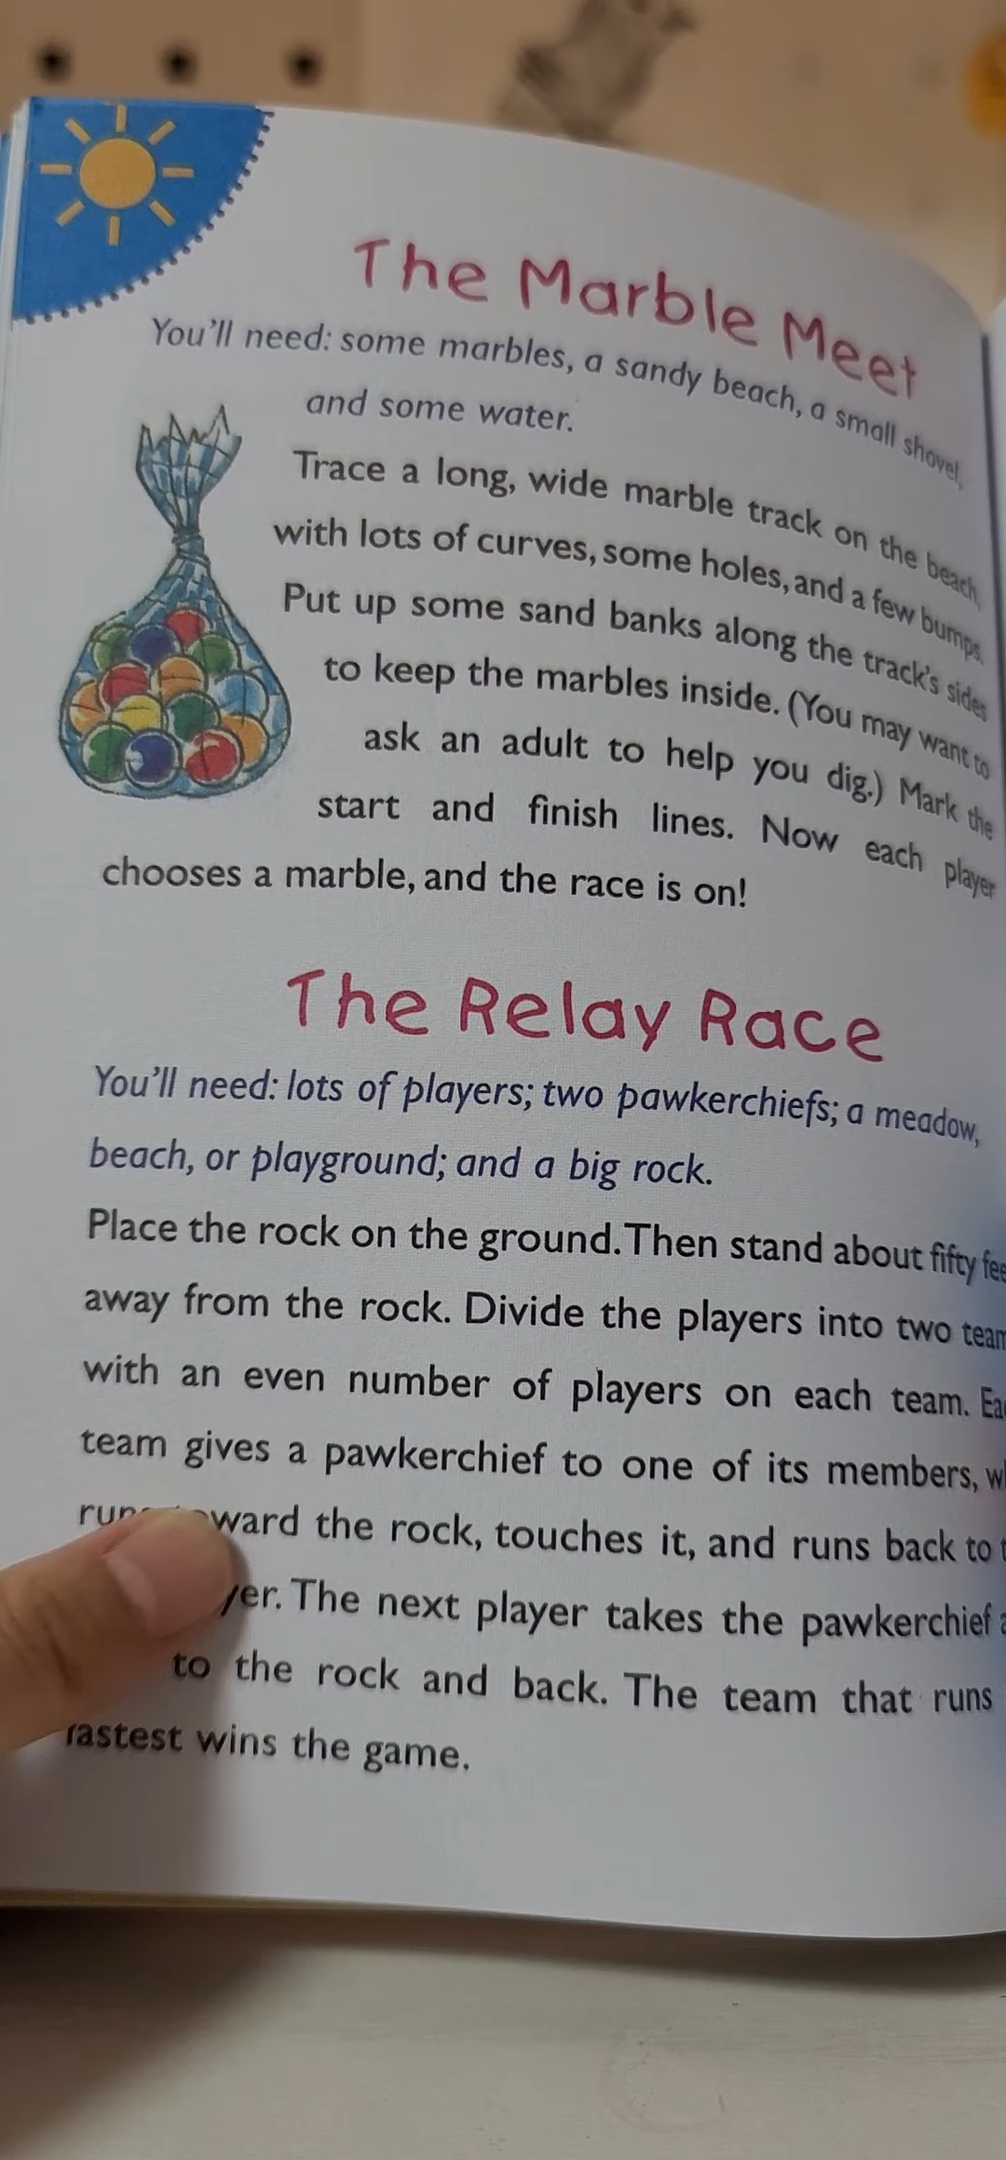 The Marble Meet
You'll need: some marbles, a sandy beach, a small shovel,
and some water.
Trace a long, wide marble track on the beach,
with lots of curves, some holes, and a few bumps.
Put up some sand banks along the track's sides
to keep the marbles inside. (You may want to
ask an adult to help you dig.) Mark the
start and finish lines. Now each player
chooses a marble, and the race is on!
The Relay Race
You'll need: lots of players; two pawkerchiefs; a meadow,
beach, or playground; and a big rock.
Place the rock on the ground. Then stand about fifty
away from the rock. Divide the players into two
with an even number of players on each team.
team gives a pawkerchief to one of its members,
the rock, touches it, and runs back to
The next player takes the pawkerchief
to the rock and back. The team that runs
fastest wins the game.